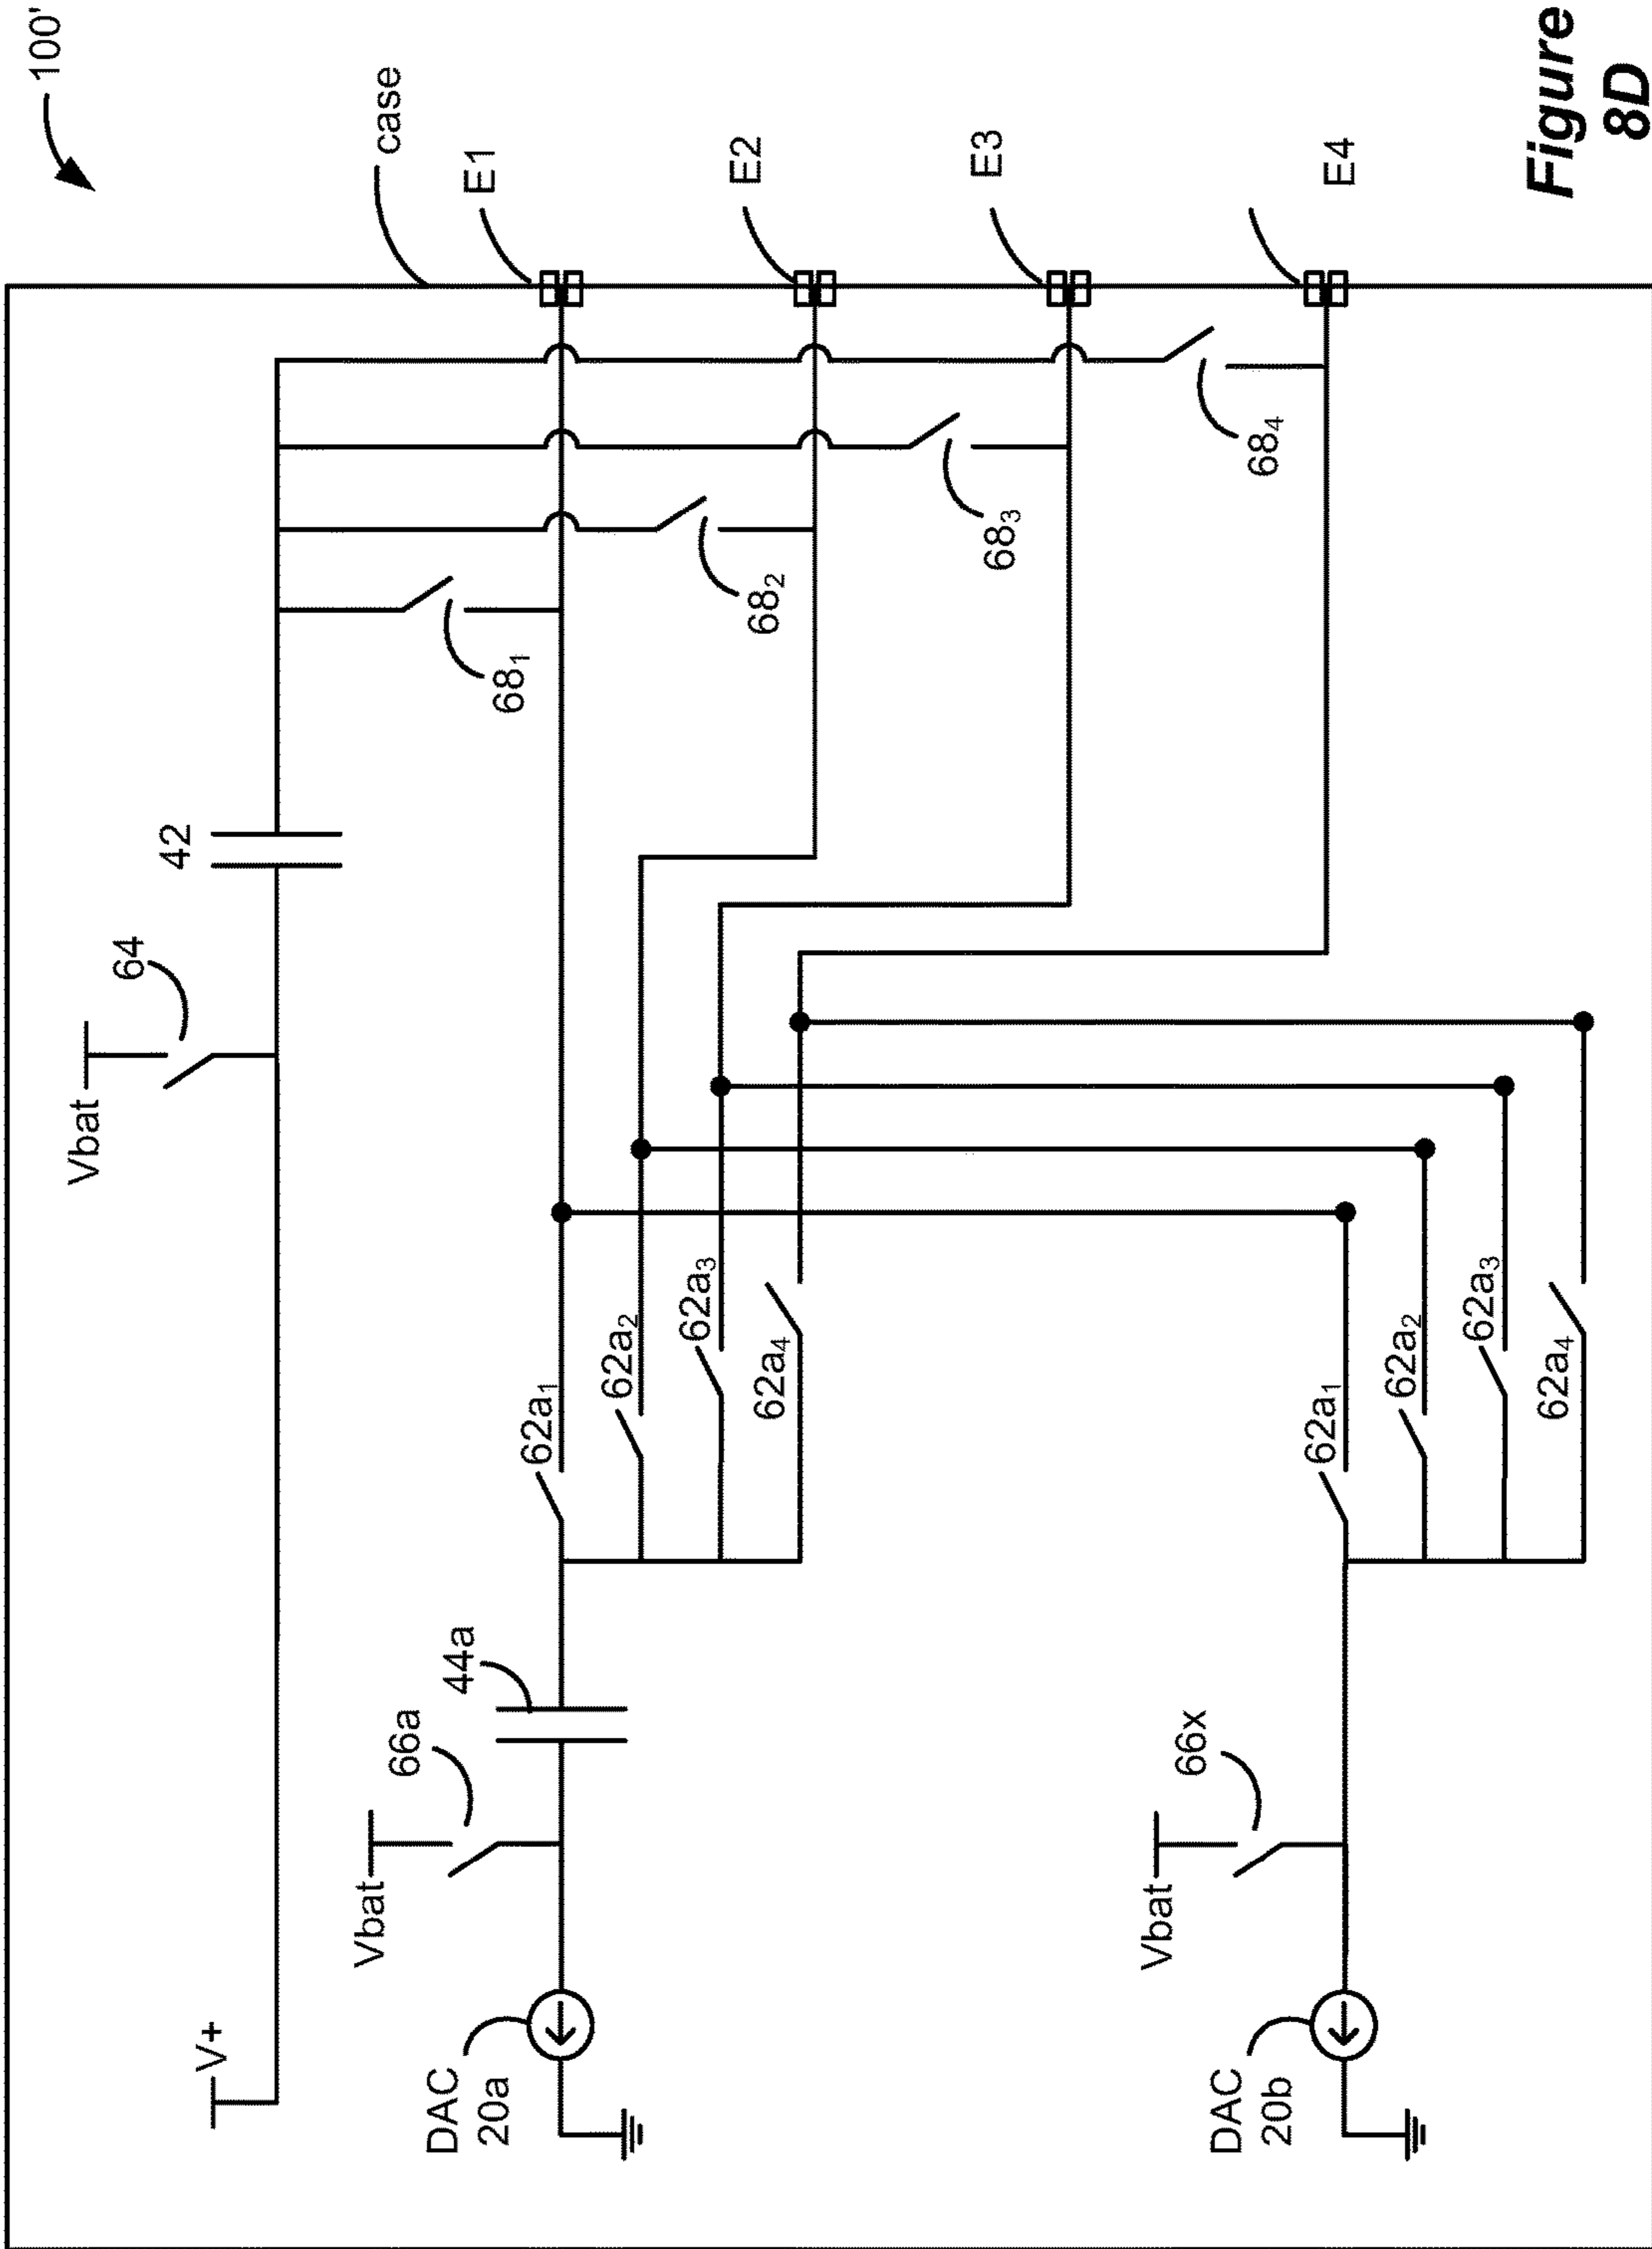 100'
case
V+
Vbat
64
42
E1
E2
E3
E4
68₁
68₂
68₃
68₄
Vbat
66a
44a
DAC
20a
62a₁
62a₂
62a₃
62a₄
Vbat
66x
DAC
20b
62a₁
62a₂
62a₃
62a₄
Figure
8D